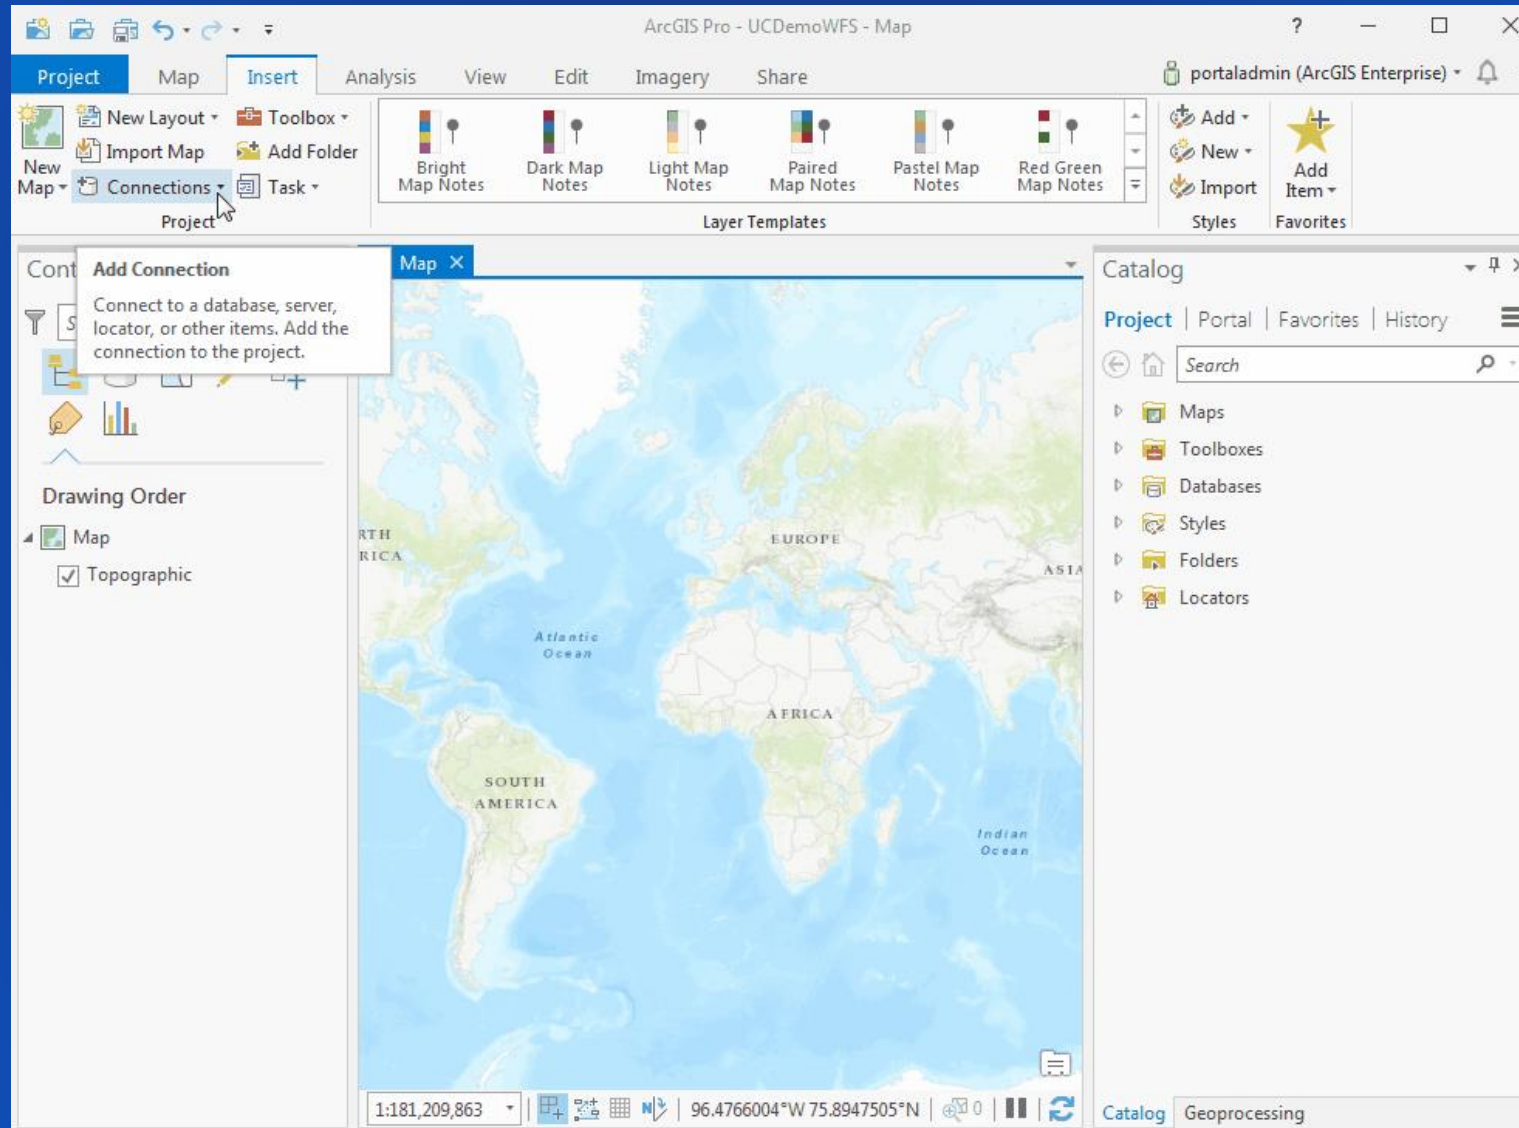 ArcGIS Pro - UCDemoWFS - Map
?
Project
Map
Insert
Analysis
View
Edit
Imagery
Share
portaladmin (ArcGIS Enterprise)
New Map
New Layout
Import Map
Connections
Toolbox
Add Folder
Task
Project
Bright
Map Notes
Dark Map
Notes
Light Map
Notes
Paired
Map Notes
Pastel Map
Notes
Red Green
Map Notes
Layer Templates
Add
New
Import
Styles
Add
Item
Favorites
Cont
S
Add Connection
Connect to a database, server,
locator, or other items. Add the
connection to the project.
Drawing Order
Map
Topographic
Map
RTH
RICA
EUROPE
ASIA
Atlantic
Ocean
AFRICA
SOUTH
AMERICA
Indian
Ocean
1:181,209,863
N
96.4766004°W 75.8947505°N
0
Catalog
Project | Portal | Favorites | History
Search
Maps
Toolboxes
Databases
Styles
Folders
Locators
Catalog
Geoprocessing